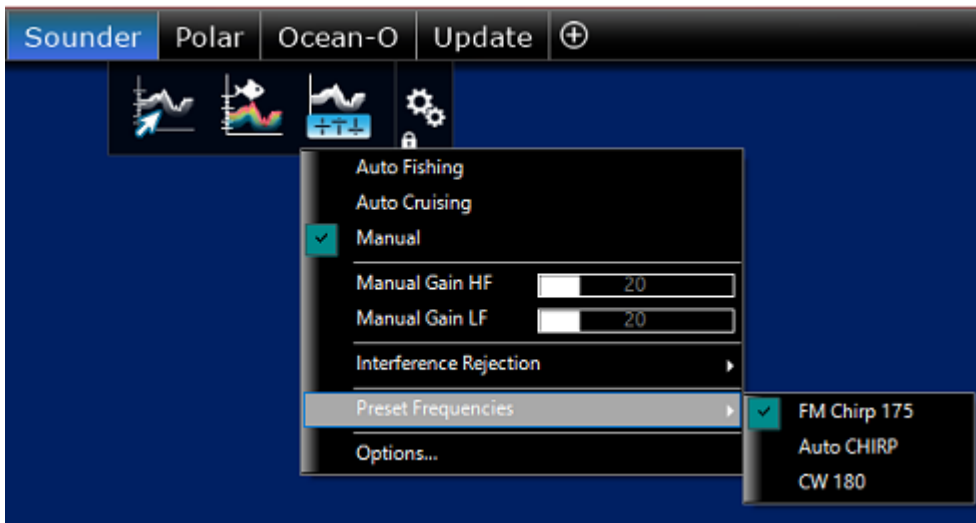 Sounder Polar Ocean-O Update
Auto Fishing
Auto Cruising
Manual
Manual Gain HF 20
Manual Gain LF 20
Interference Rejection
Preset Frequencies
FM Chirp 175
Auto CHIRP
CW 180
Options...